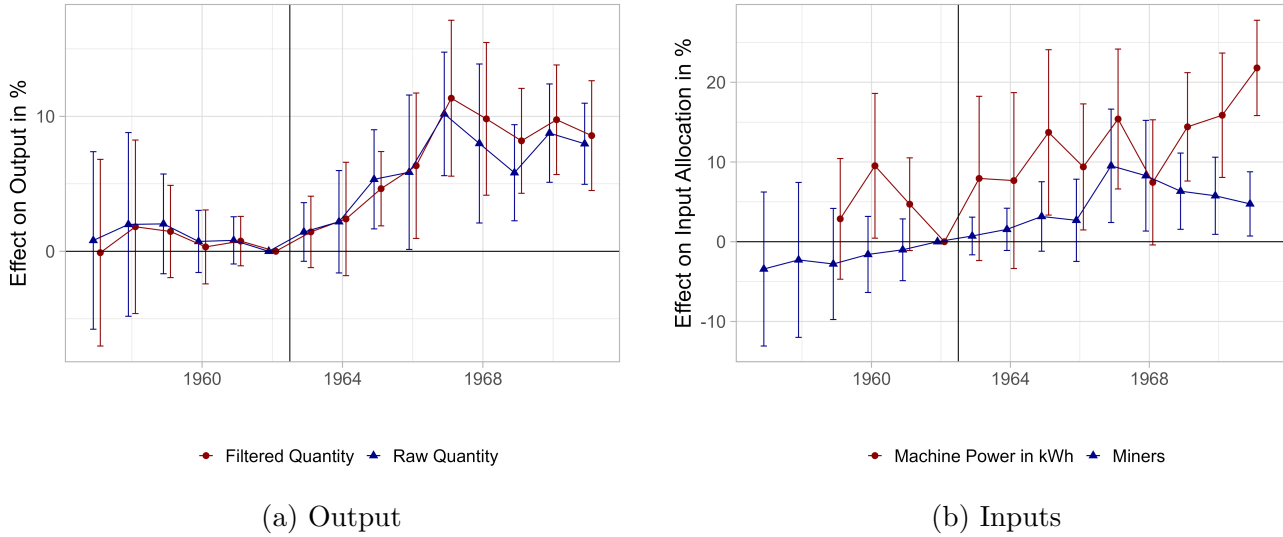 Effect on Output in %
10
0
1960 1964 1968
Filtered Quantity Raw Quantity
(a) Output
Effect on Input Allocation in %
20
10
0
-10
1960 1964 1968
Machine Power in kWh Miners
(b) Inputs